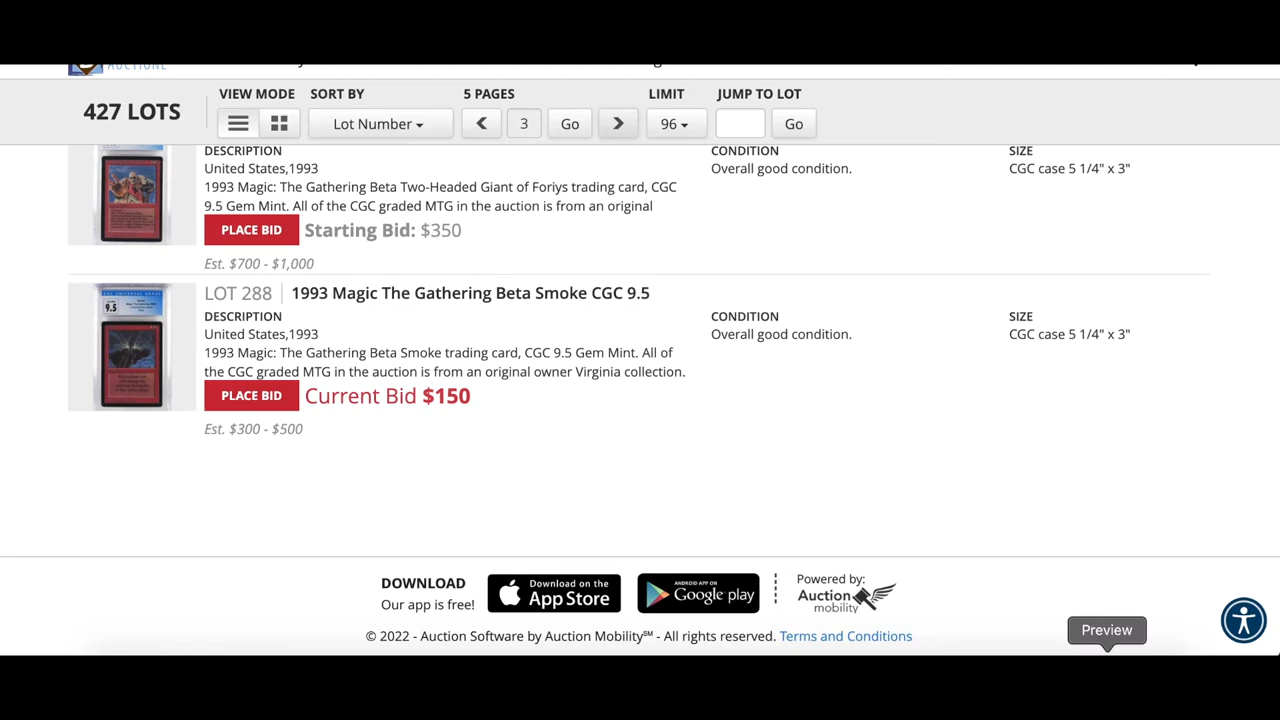 427 LOTS
VIEW MODE
SORT BY
Lot Number
5 PAGES
3
Go
LIMIT
96
JUMP TO LOT
Go
DESCRIPTION
United States,1993
1993 Magic: The Gathering Beta Two-Headed Giant of Foriys trading card, CGC
9.5 Gem Mint. All of the CGC graded MTG in the auction is from an original
PLACE BID
Starting Bid: $350
Est. $700 - $1,000
CONDITION
Overall good condition.
SIZE
CGC case 5 1/4" x 3"
9.5
LOT 288
1993 Magic The Gathering Beta Smoke CGC 9.5
DESCRIPTION
United States,1993
1993 Magic: The Gathering Beta Smoke trading card, CGC 9.5 Gem Mint. All of
the CGC graded MTG in the auction is from an original owner Virginia collection.
PLACE BID
Current Bid $150
Est. $300 - $500
CONDITION
Overall good condition.
SIZE
CGC case 5 1/4" x 3"
DOWNLOAD
Our app is free!
Download on the
App Store
ANDROID APP ON
Google play
Powered by:
Auction
mobility
Preview
© 2022 - Auction Software by Auction Mobility℠ - All rights reserved. Terms and Conditions